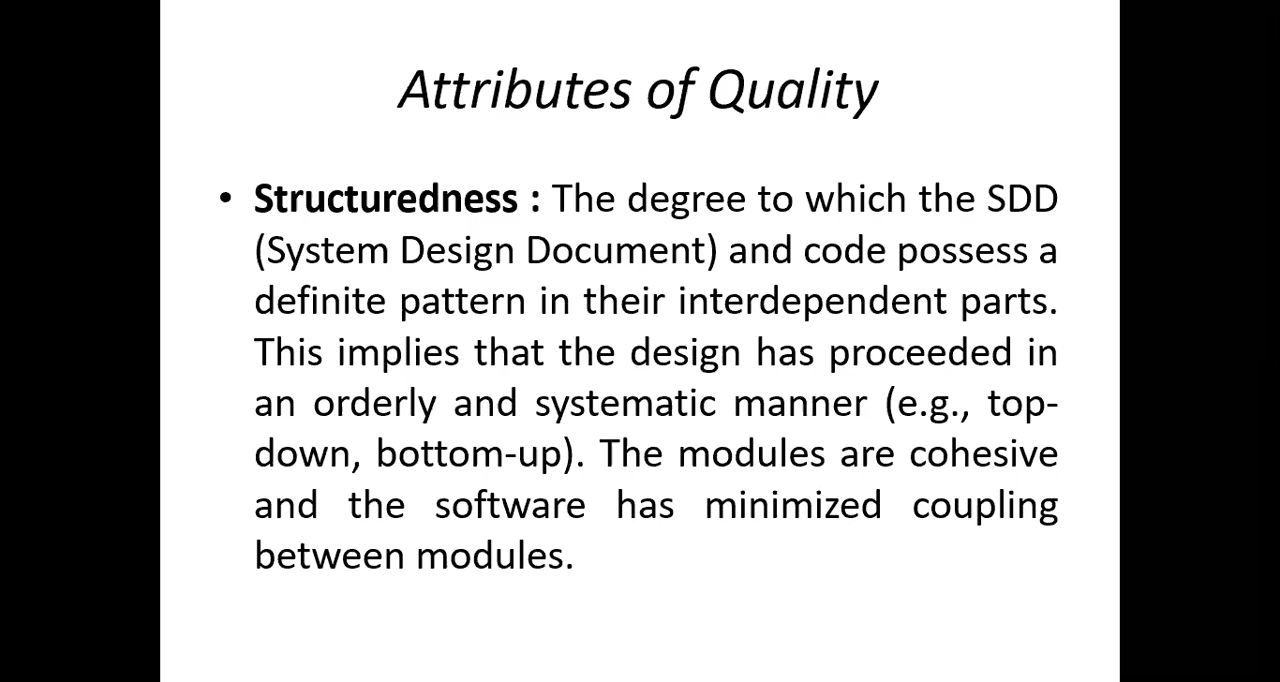 Attributes of Quality
• Structuredness : The degree to which the SDD
(System Design Document) and code possess a
definite pattern in their interdependent parts.
This implies that the design has proceeded in
an orderly and systematic manner (e.g., top-
down, bottom-up). The modules are cohesive
and the software has minimized coupling
between modules.